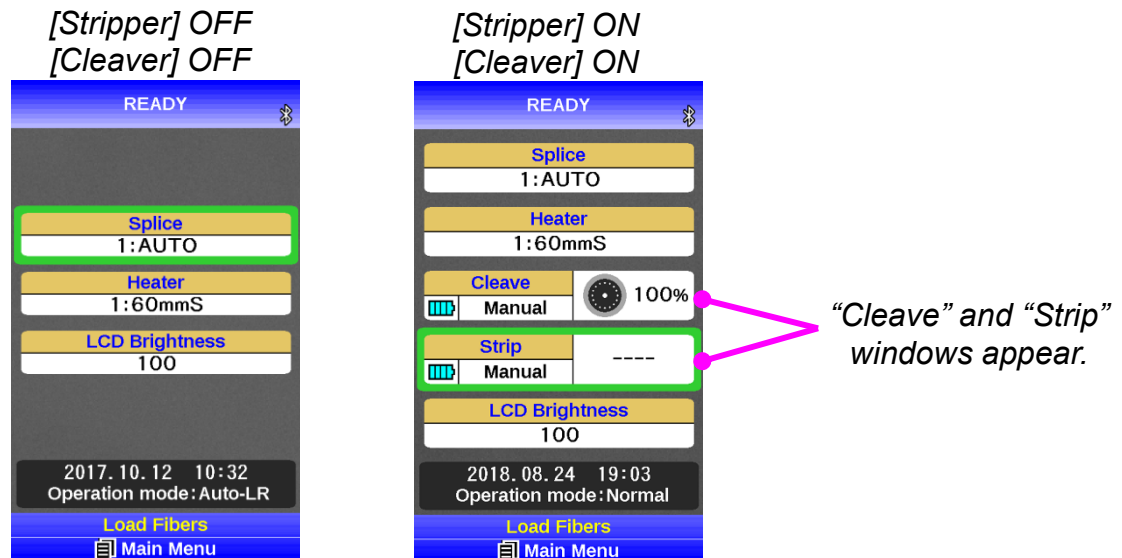 [Stripper] OFF
[Cleaver] OFF
READY
Splice
1:AUTO
Heater
1:60mmS
LCD Brightness
100
2017.10.12 10:32
Operation mode:Auto-LR
Load Fibers
Main Menu
[Stripper] ON
[Cleaver] ON
READY
Splice
1:AUTO
Heater
1:60mmS
Cleave
Manual
100%
Strip
Manual
----
LCD Brightness
100
2018.08.24 19:03
Operation mode:Normal
Load Fibers
Main Menu
“Cleave” and “Strip”
windows appear.